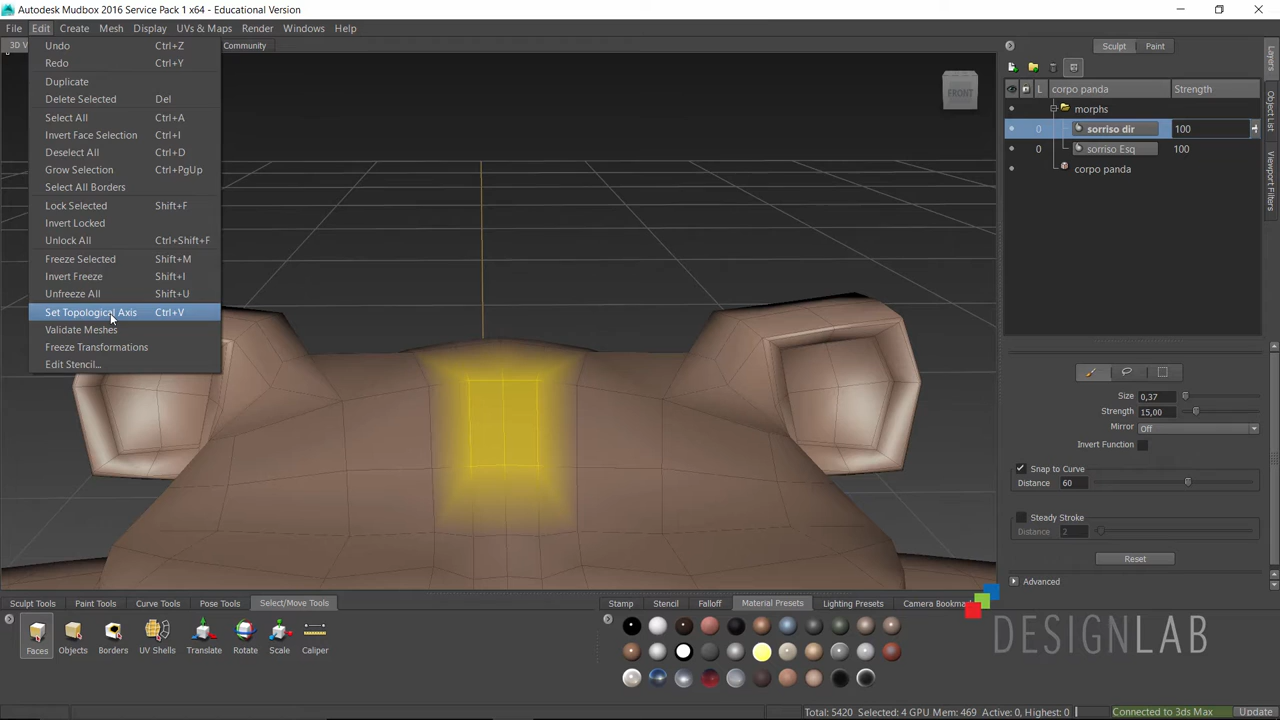 Autodesk Mudbox 2016 Service Pack 1 x64 - Educational Version
File Edit Create Mesh Display UVs & Maps Render Windows Help
3D V Community
Undo Ctrl+Z
Redo Ctrl+Y
Duplicate
Delete Selected Del
Select All Ctrl+A
Invert Face Selection Ctrl+I
Deselect All Ctrl+D
Grow Selection Ctrl+PgUp
Select All Borders
Lock Selected Shift+F
Invert Locked
Unlock All Ctrl+Shift+F
Freeze Selected Shift+M
Invert Freeze Shift+I
Unfreeze All Shift+U
Set Topological Axis Ctrl+V
Validate Meshes
Freeze Transformations
Edit Stencil...
FRONT
Sculpt Paint
L corpo panda Strength
morphs
0 sorriso dir 100
0 sorriso Esq 100
corpo panda
Layers
Object List
Viewport Filters
Size 0,37
Strength 15,00
Mirror Off
Invert Function
Snap to Curve
Distance 60
Steady Stroke
Distance 2
Reset
Advanced
Sculpt Tools Paint Tools Curve Tools Pose Tools Select/Move Tools
Faces Objects Borders UV Shells Translate Rotate Scale Caliper
Stamp Stencil Falloff Material Presets Lighting Presets Camera Bookmar
DESIGNLAB
Total: 5420 Selected: 4 GPU Mem: 469 Active: 0, Highest: 0 Connected to 3ds Max Update